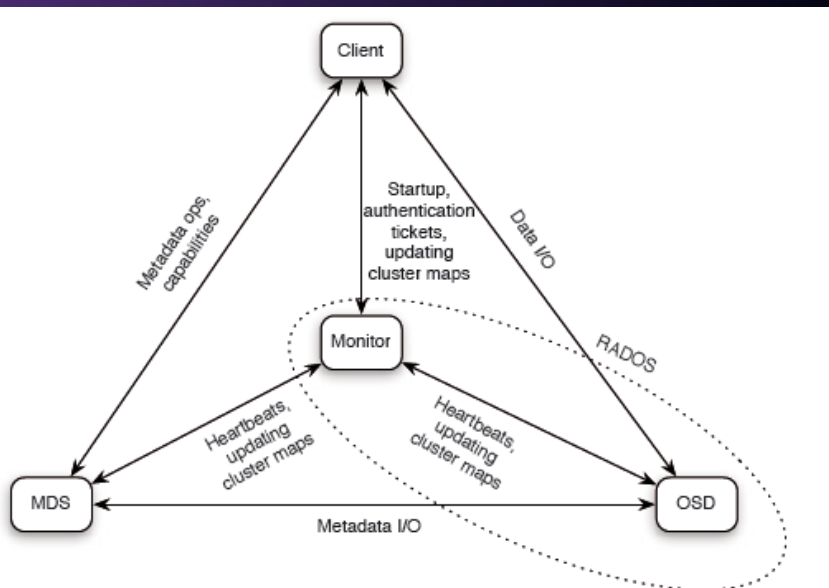 Client
Metadata ops,
capabilities
Startup,
authentication
tickets,
updating
cluster maps
Data I/O
Monitor
RADOS
Heartbeats,
updating
cluster maps
Heartbeats,
updating
cluster maps
MDS
OSD
Metadata I/O